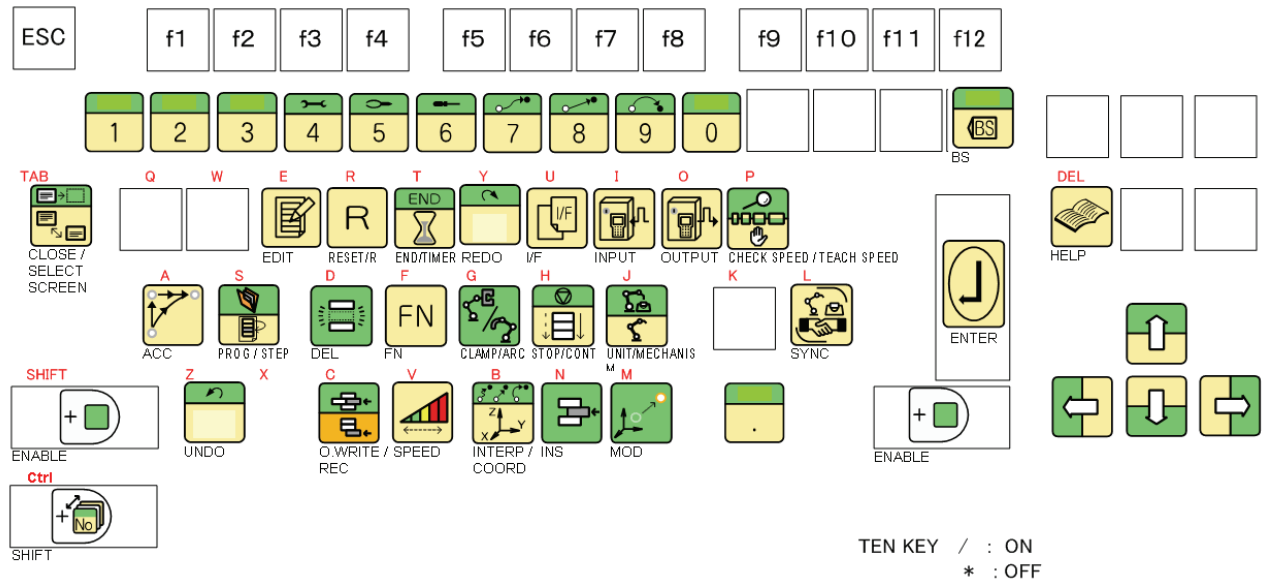 ESC f1 f2 f3 f4 f5 f6 f7 f8 f9 f10 f11 f12
1 2 3 4 5 6 7 8 9 0 BS
BS
TAB Q W E R T Y U I O P DEL
R END I/F
CLOSE /
SELECT
SCREEN
EDIT RESET/R END/TIMER REDO I/F INPUT OUTPUT CHECK SPEED / TEACH SPEED HELP
A S D F G H J K L
FN
ENTER
ACC PROG / STEP DEL FN CLAMP/ARC STOP/CONT UNIT/MECHANIS
M
SYNC
SHIFT Z X C V B N M
+ Z X Y . +
ENABLE UNDO O.WRITE /
REC
SPEED INTERP /
COORD
INS MOD ENABLE
Ctrl
+ No
SHIFT
TEN KEY / : ON
* : OFF